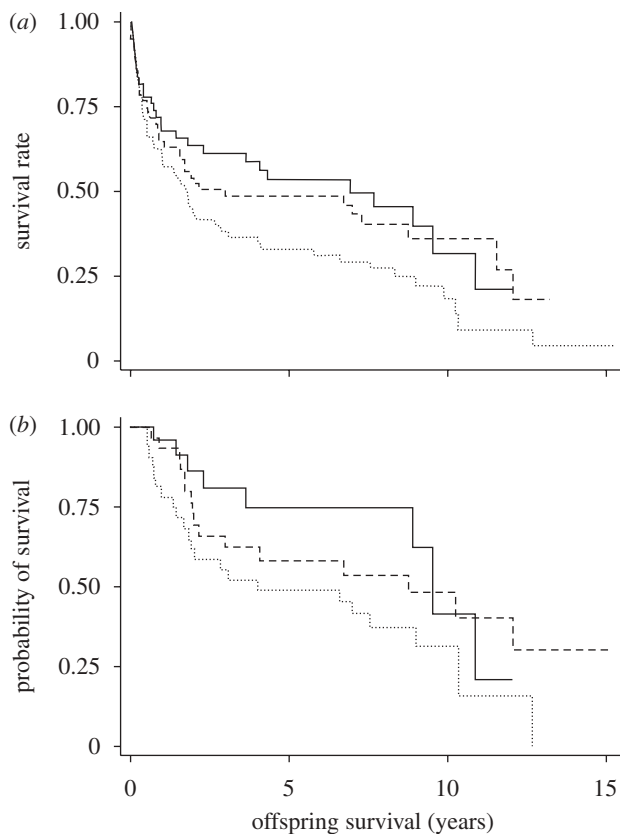 (a)
1.00
0.75
0.50
0.25
0
survival rate
(b)
1.00
0.75
0.50
0.25
0
probability of survival
0 5 10 15
offspring survival (years)